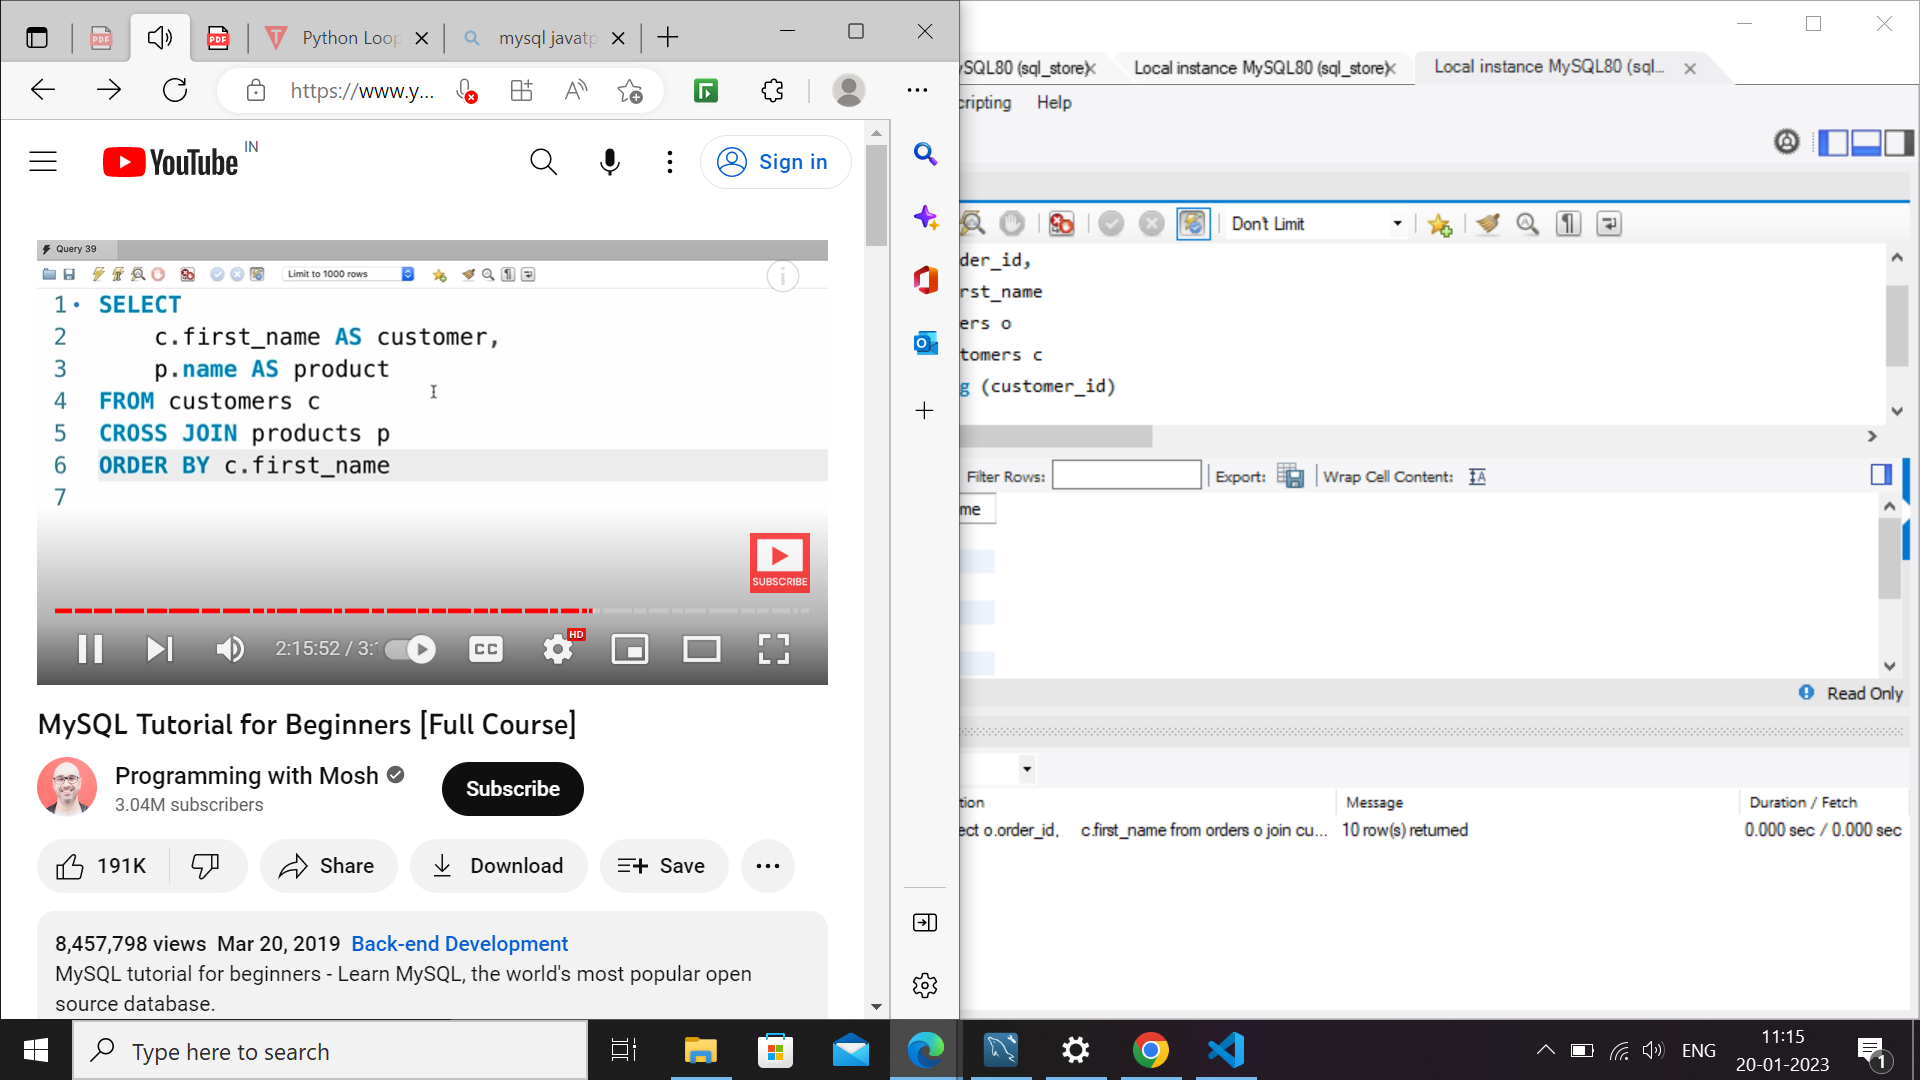 Python Loop
mysql javatp
https://www.y...
YouTube
IN
Sign in
Query 39
Limit to 1000 rows
1 SELECT
2 c.first_name AS customer,
3 p.name AS product
4 FROM customers c
5 CROSS JOIN products p
6 ORDER BY c.first_name
7
SUBSCRIBE
2:15:52 / 3:
CC
HD
MySQL Tutorial for Beginners [Full Course]
Programming with Mosh
3.04M subscribers
Subscribe
191K
Share
Download
Save
8,457,798 views Mar 20, 2019 Back-end Development
MySQL tutorial for beginners - Learn MySQL, the world's most popular open
source database.
ySQL80 (sql_store)
Local instance MySQL80 (sql_store)
Local instance MySQL80 (sql...
cripting Help
Don't Limit
der_id,
rst_name
ers o
tomers c
g (customer_id)
Filter Rows:
Export:
Wrap Cell Content:
me
Read Only
tion Message Duration / Fetch
ect o.order_id, c.first_name from orders o join cu... 10 row(s) returned 0.000 sec / 0.000 sec
Type here to search
ENG
11:15
20-01-2023
1